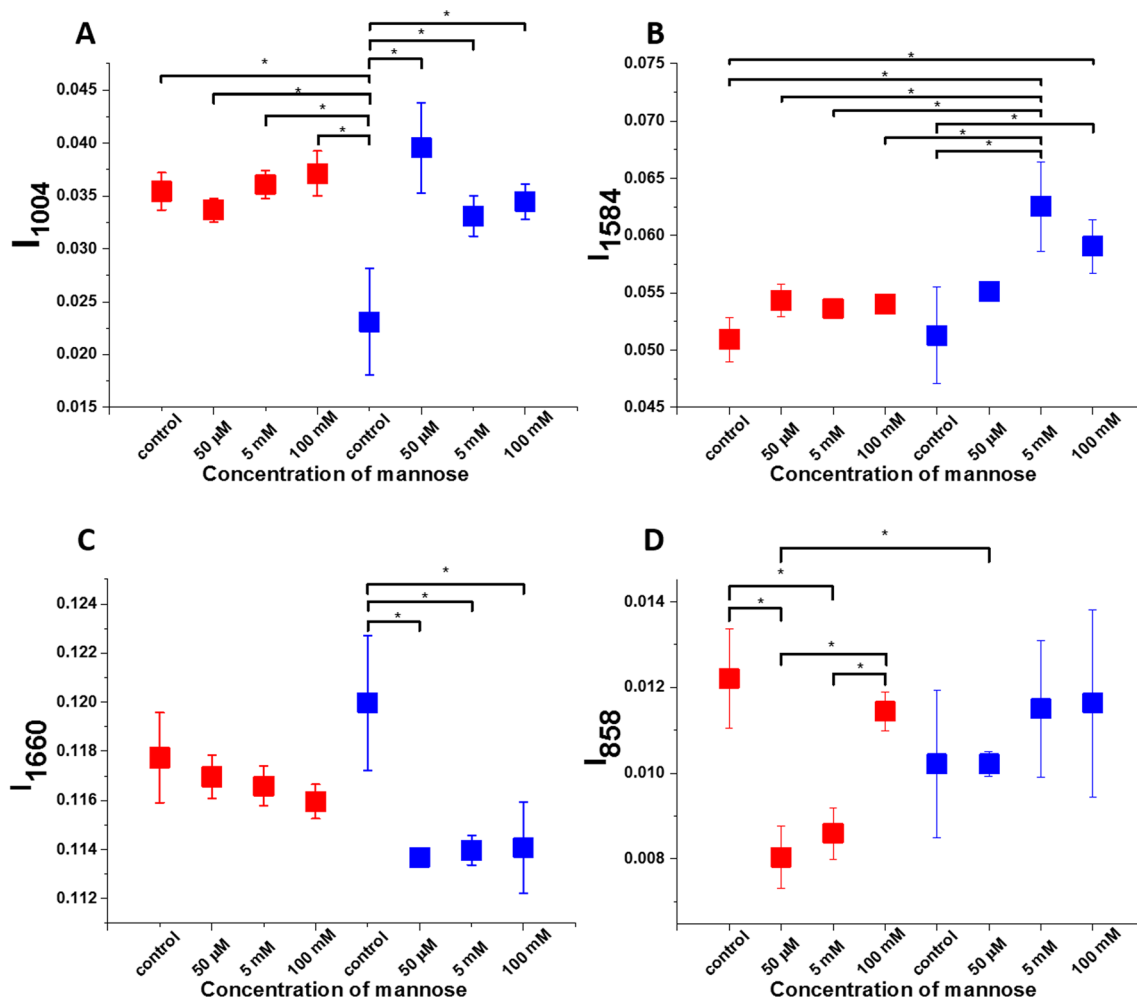 A
I1004
0.045
0.040
0.035
0.030
0.025
0.020
0.015
* * * * * * *
control 50 µM 5 mM 100 mM control 50 µM 5 mM 100 mM
Concentration of mannose
B
I1584
0.075
0.070
0.065
0.060
0.055
0.050
0.045
* * * * * * *
control 50 µM 5 mM 100 mM control 50 µM 5 mM 100 mM
Concentration of mannose
C
I1660
0.124
0.122
0.120
0.118
0.116
0.114
0.112
* * *
control 50 µM 5 mM 100 mM control 50 µM 5 mM 100 mM
Concentration of mannose
D
I858
0.014
0.012
0.010
0.008
* * * * *
control 50 µM 5 mM 100 mM control 50 µM 5 mM 100 mM
Concentration of mannose